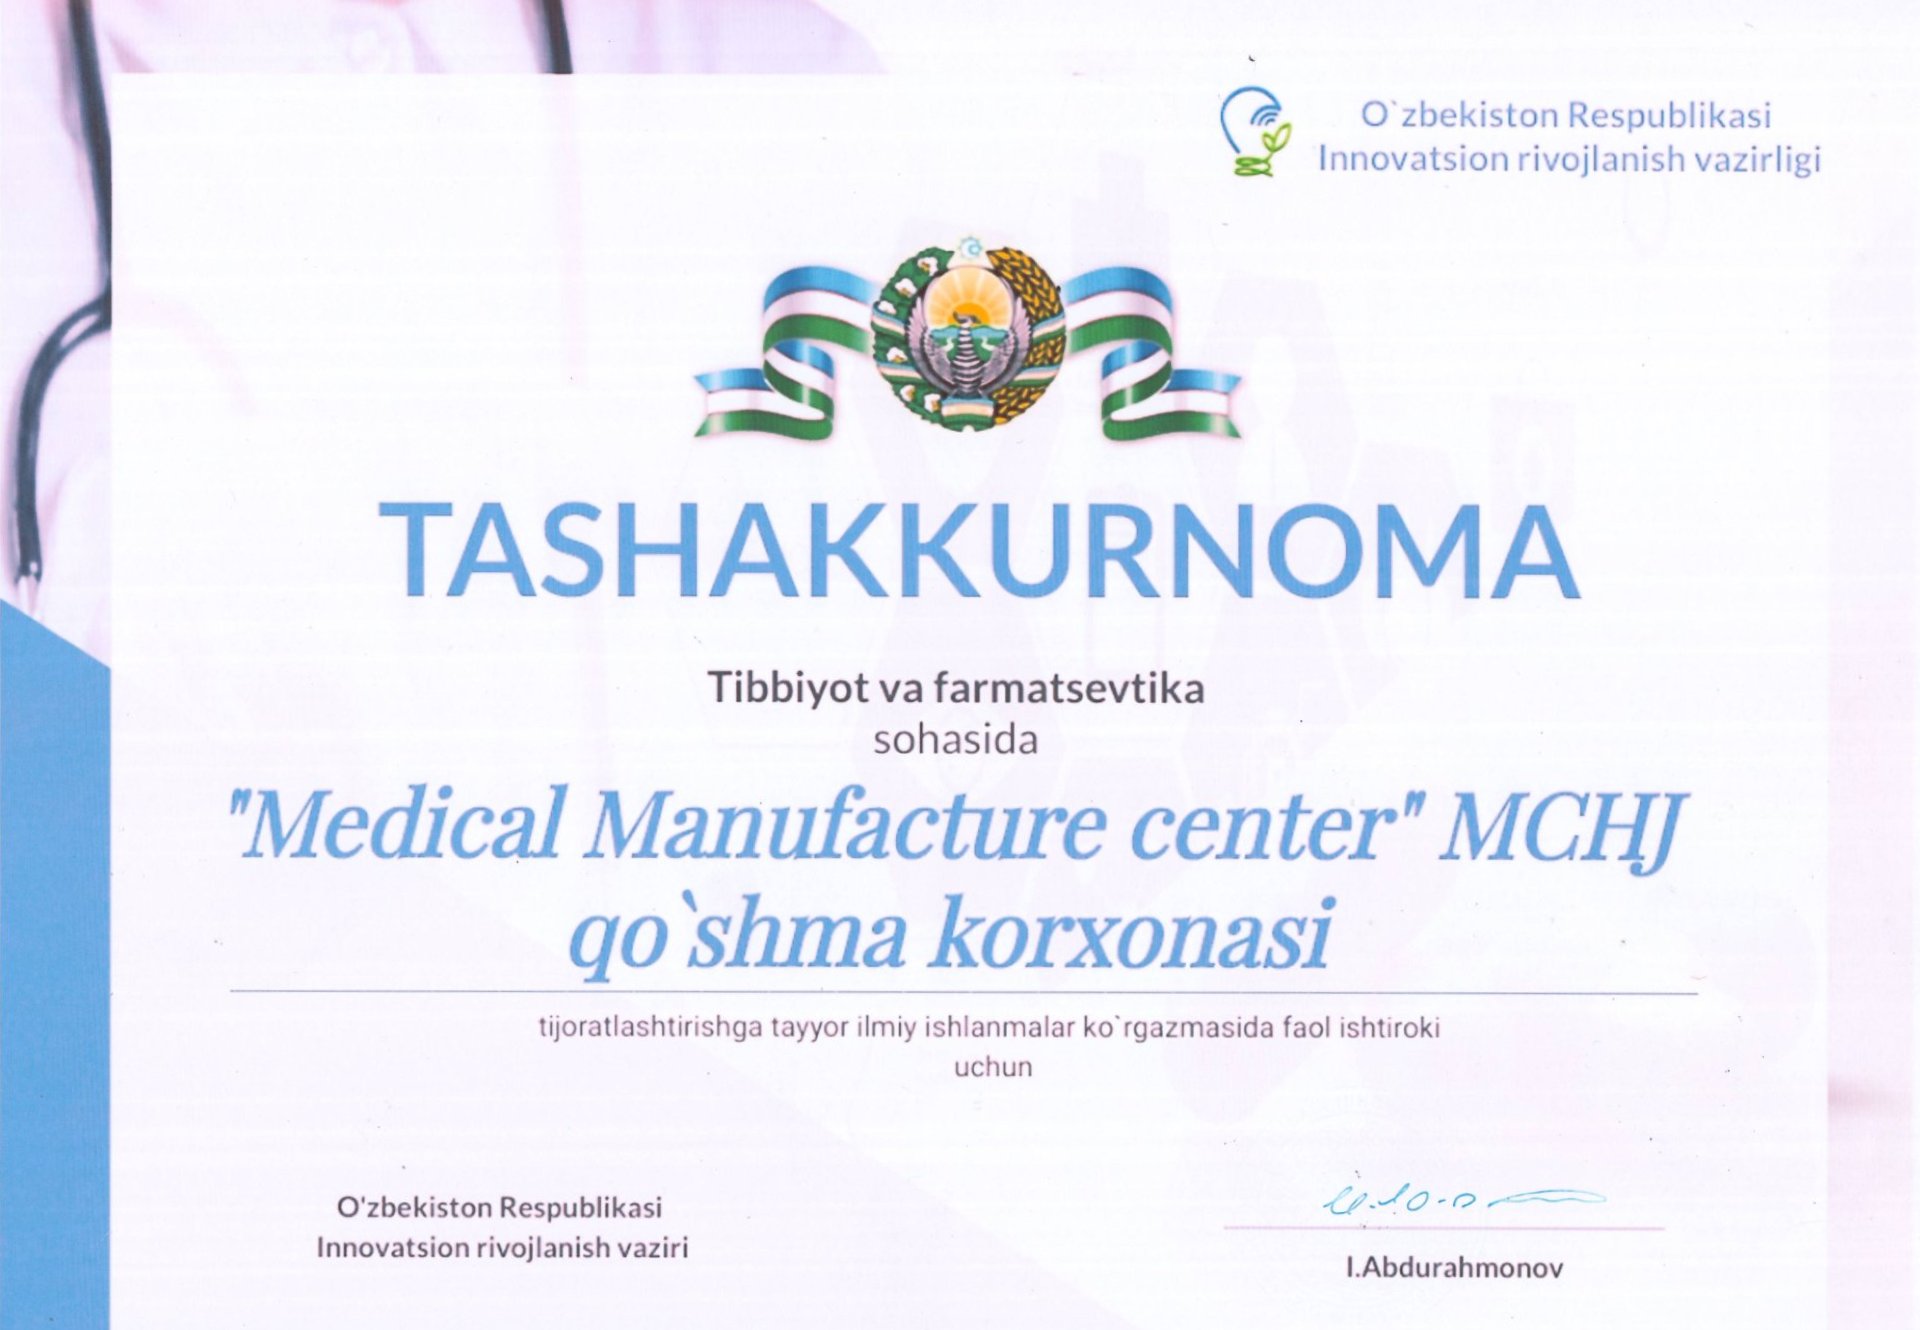 O`zbekiston Respublikasi
Innovatsion rivojlanish vazirligi
TASHAKKURNOMA
Tibbiyot va farmatsevtika
sohasida
"Medical Manufacture center" MCHJ
qo`shma korxonasi
tijoratlashtirishga tayyor ilmiy ishlanmalar ko`rgazmasida faol ishtiroki
uchun
O'zbekiston Respublikasi
Innovatsion rivojlanish vaziri
I.Abdurahmonov